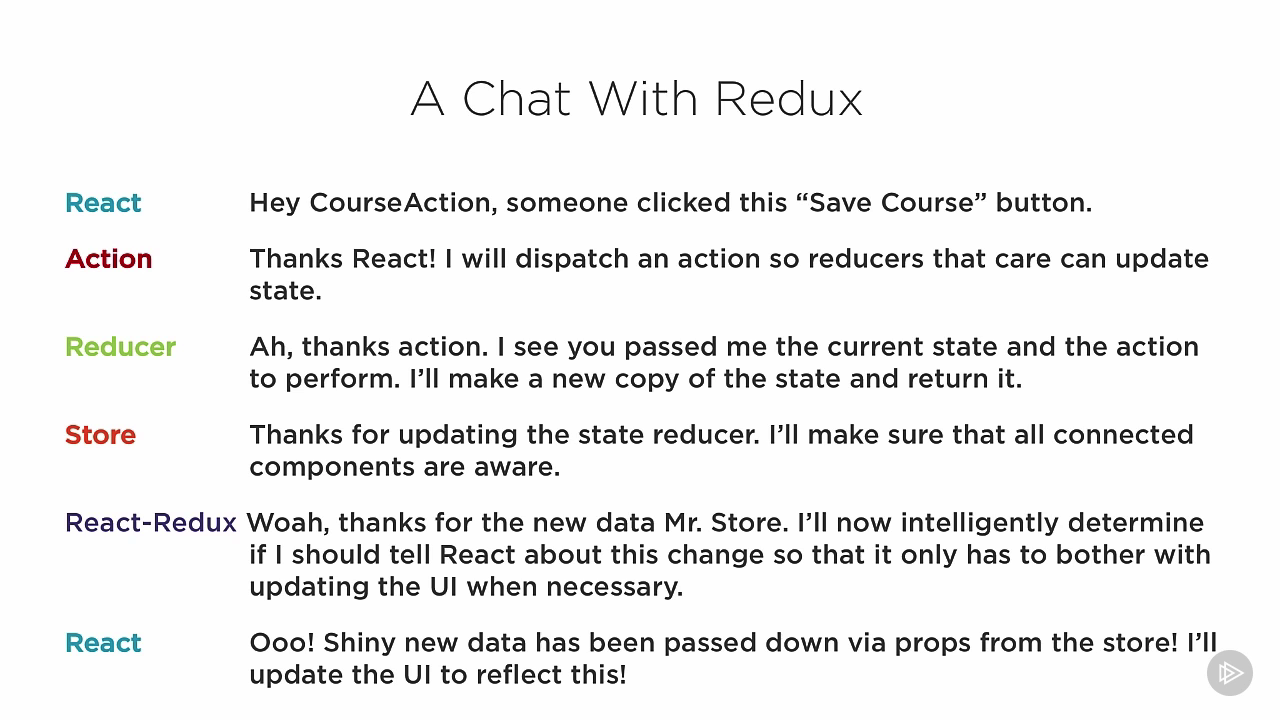 A Chat With Redux
React Hey CourseAction, someone clicked this “Save Course” button.
Action Thanks React! I will dispatch an action so reducers that care can update
state.
Reducer Ah, thanks action. I see you passed me the current state and the action
to perform. I’ll make a new copy of the state and return it.
Store Thanks for updating the state reducer. I’ll make sure that all connected
components are aware.
React-Redux Woah, thanks for the new data Mr. Store. I’ll now intelligently determine
if I should tell React about this change so that it only has to bother with
updating the UI when necessary.
React Ooo! Shiny new data has been passed down via props from the store! I’ll
update the UI to reflect this!